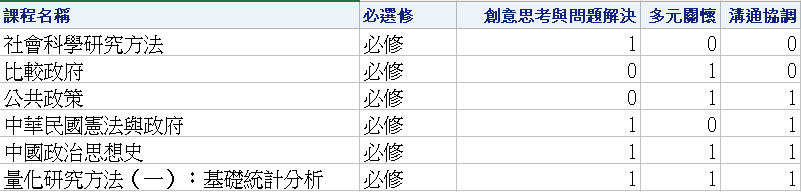 課程名稱 必選修 創意思考與問題解決 多元關懷 溝通協調
社會科學研究方法 必修 1 0 0
比較政府 必修 0 1 0
公共政策 必修 0 1 1
中華民國憲法與政府 必修 1 0 1
中國政治思想史 必修 1 1 1
量化研究方法（一）：基礎統計分析 必修 1 1 1